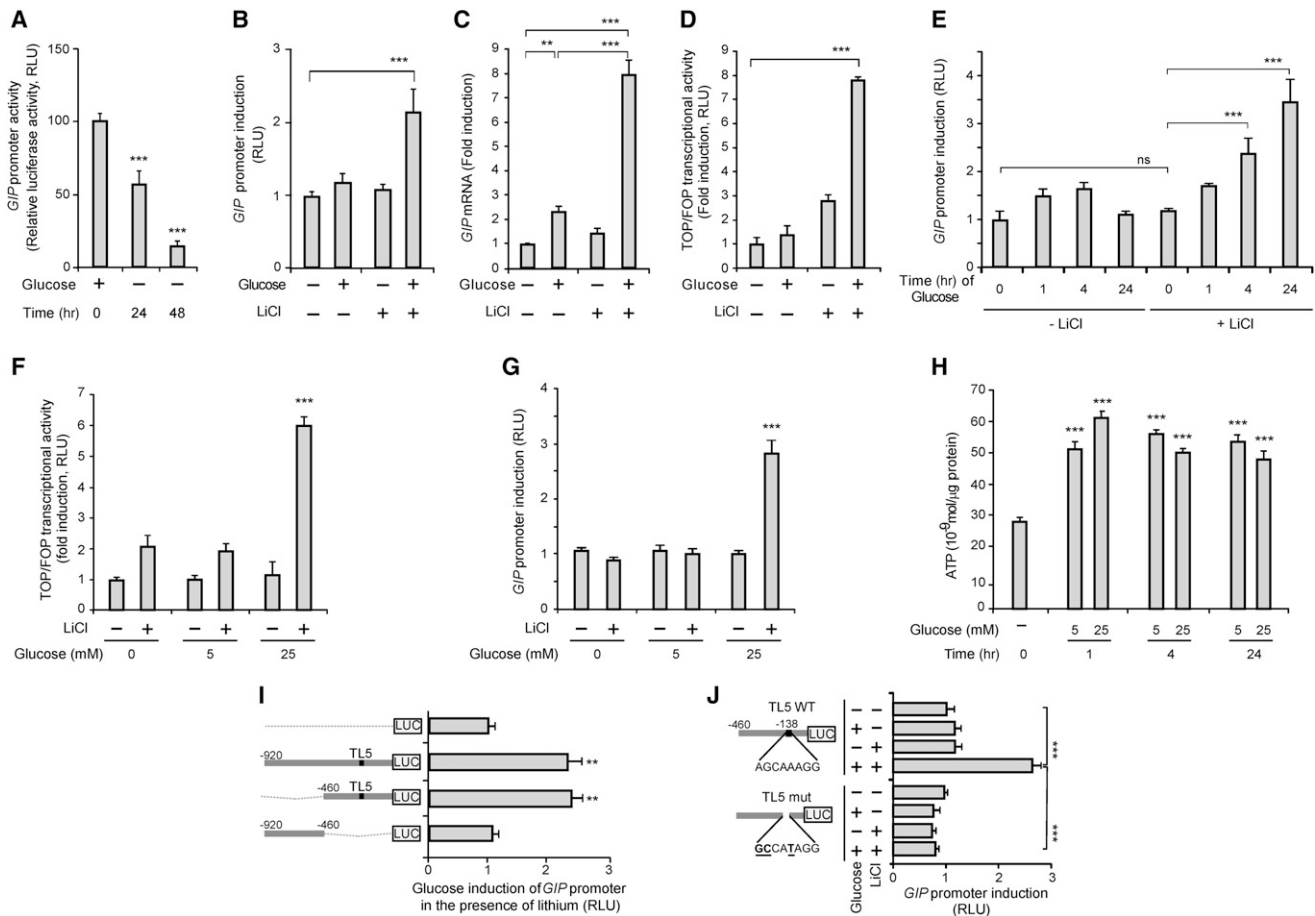 A
GIP promoter activity
(Relative luciferase activity, RLU)
150
100
75
50
25
0
***
***
Glucose + – –
Time (hr) 0 24 48
B
GIP promoter induction
(RLU)
3
2
1
0
***
Glucose – + – +
LiCl – – + +
C
GIP mRNA (Fold induction)
9
8
7
6
5
4
3
2
1
0
***
** ***
Glucose – + – +
LiCl – – + +
D
TOP/FOP transcriptional activity
(Fold induction, RLU)
9
8
7
6
5
4
3
2
1
0
***
Glucose – + – +
LiCl – – + +
E
GIP promoter induction (RLU)
5
4
3
2
1
0
ns
***
***
Time (hr) of
Glucose
0 1 4 24 0 1 4 24
- LiCl + LiCl
F
TOP/FOP transcriptional activity
(fold induction, RLU)
7
6
5
4
3
2
1
0
***
LiCl – + – + – +
Glucose (mM) 0 5 25
G
GIP promoter induction (RLU)
4
3
2
1
0
***
LiCl – + – + – +
Glucose (mM) 0 5 25
H
ATP (10-9mol/µg protein)
80
70
60
50
40
30
20
10
0
*** *** *** *** *** ***
Glucose (mM) – 5 25 5 25 5 25
Time (hr) 0 1 4 24
I
LUC
-920 TL5 LUC
-460 TL5 LUC
-920 -460 LUC
**
**
0 1 2 3
Glucose induction of GIP promoter
in the presence of lithium (RLU)
J
TL5 WT
-460 -138 LUC
AGCAAAGG
TL5 mut
LUC
GCCATAGG
– –
+ –
– +
+ +
– –
+ –
– +
+ +
***
***
Glucose
LiCl
0 1 2 3
GIP promoter induction
(RLU)